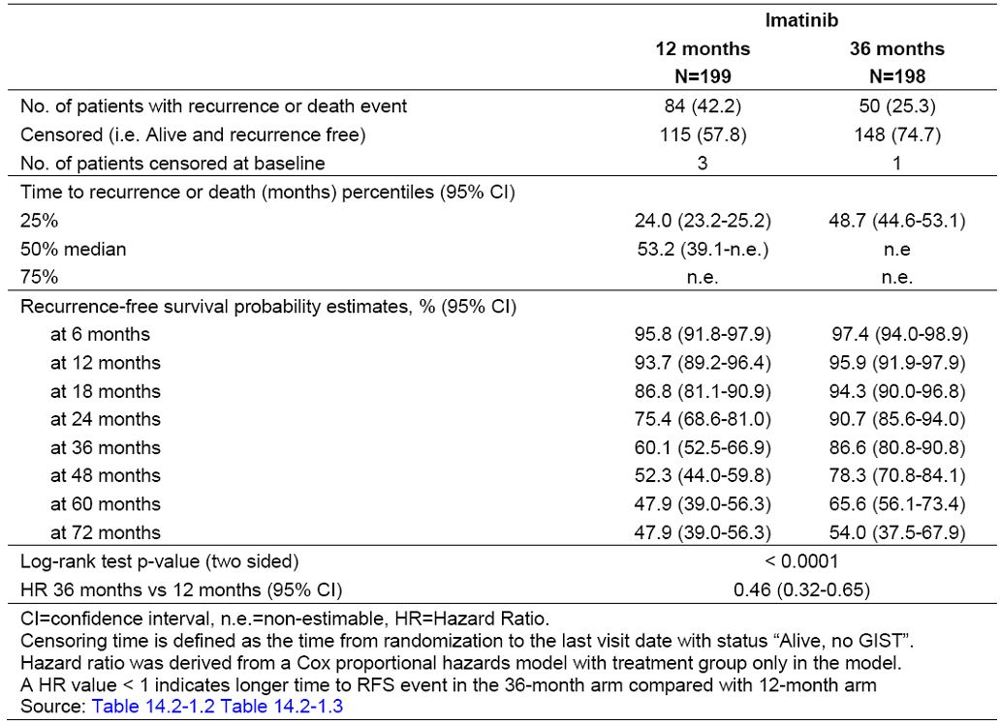 Imatinib
12 months 36 months
N=199 N=198
No. of patients with recurrence or death event 84 (42.2) 50 (25.3)
Censored (i.e. Alive and recurrence free) 115 (57.8) 148 (74.7)
No. of patients censored at baseline 3 1
Time to recurrence or death (months) percentiles (95% CI)
25% 24.0 (23.2-25.2) 48.7 (44.6-53.1)
50% median 53.2 (39.1-n.e.) n.e
75% n.e. n.e.
Recurrence-free survival probability estimates, % (95% CI)
at 6 months 95.8 (91.8-97.9) 97.4 (94.0-98.9)
at 12 months 93.7 (89.2-96.4) 95.9 (91.9-97.9)
at 18 months 86.8 (81.1-90.9) 94.3 (90.0-96.8)
at 24 months 75.4 (68.6-81.0) 90.7 (85.6-94.0)
at 36 months 60.1 (52.5-66.9) 86.6 (80.8-90.8)
at 48 months 52.3 (44.0-59.8) 78.3 (70.8-84.1)
at 60 months 47.9 (39.0-56.3) 65.6 (56.1-73.4)
at 72 months 47.9 (39.0-56.3) 54.0 (37.5-67.9)
Log-rank test p-value (two sided) < 0.0001
HR 36 months vs 12 months (95% CI) 0.46 (0.32-0.65)
CI=confidence interval, n.e.=non-estimable, HR=Hazard Ratio.
Censoring time is defined as the time from randomization to the last visit date with status “Alive, no GIST”.
Hazard ratio was derived from a Cox proportional hazards model with treatment group only in the model.
A HR value < 1 indicates longer time to RFS event in the 36-month arm compared with 12-month arm
Source: Table 14.2-1.2 Table 14.2-1.3